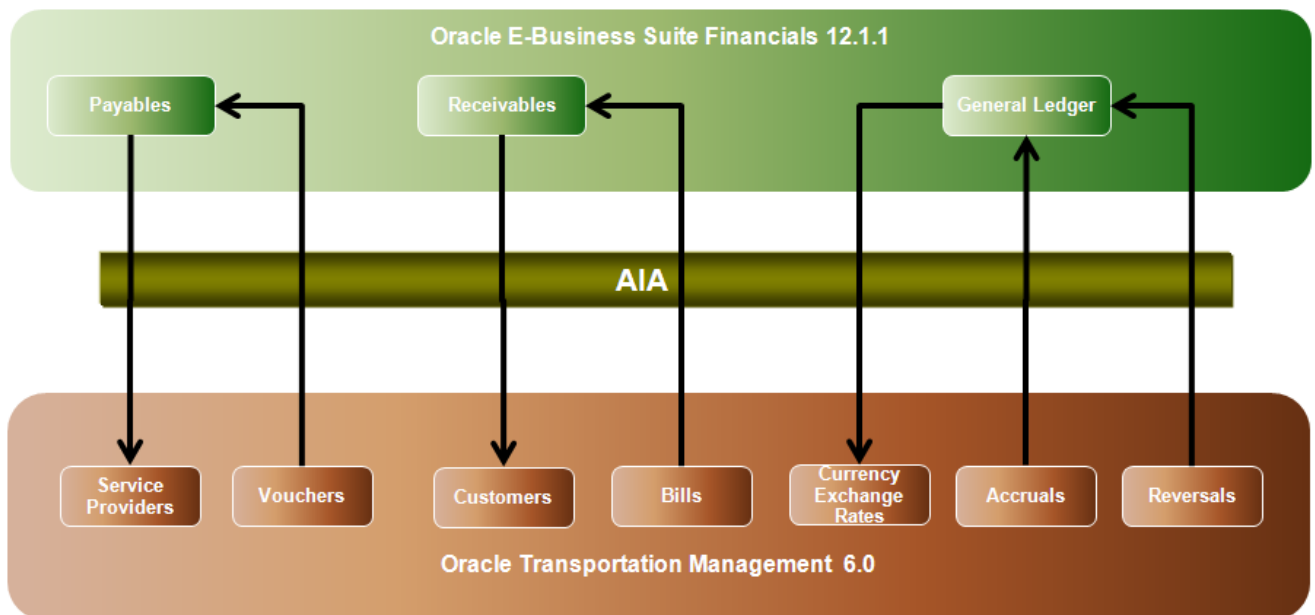 Oracle E-Business Suite Financials 12.1.1
Payables
Receivables
General Ledger
AIA
Service
Providers
Vouchers
Customers
Bills
Currency
Exchange
Rates
Accruals
Reversals
Oracle Transportation Management 6.0